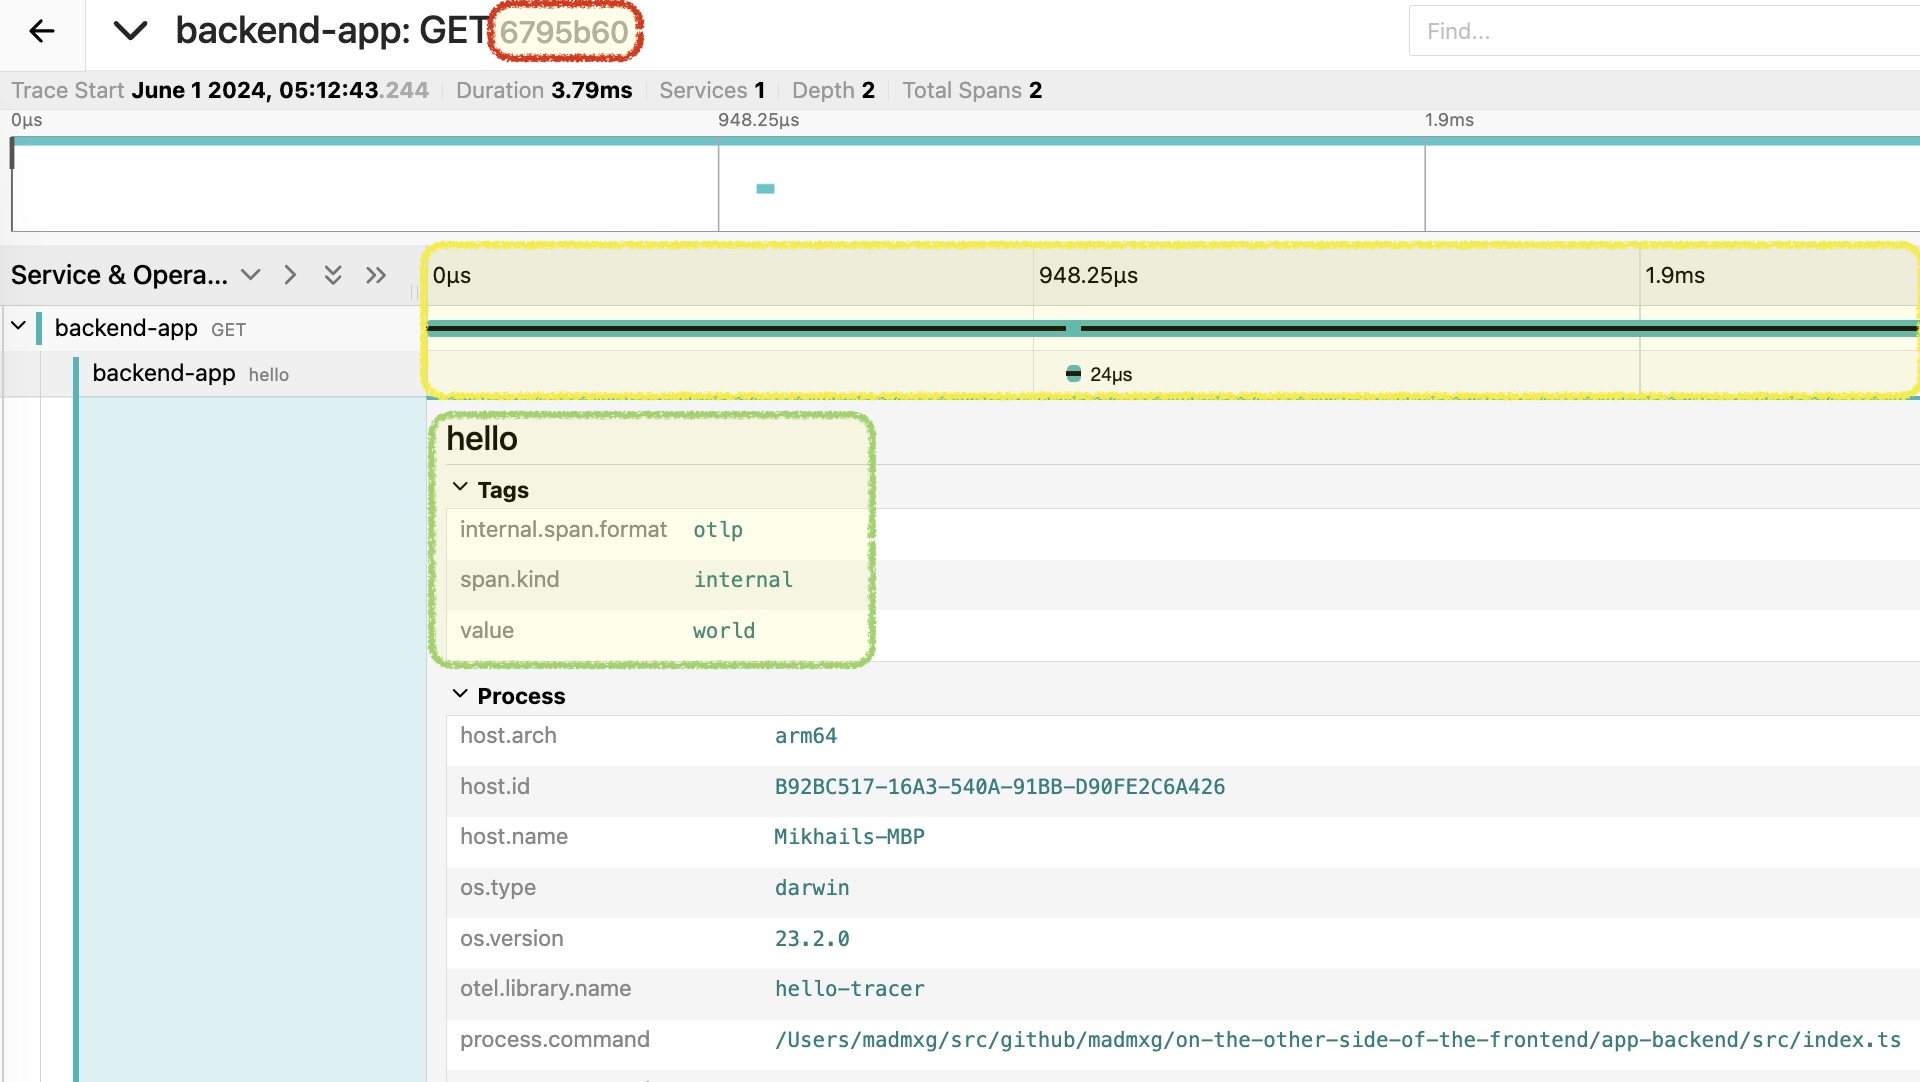 backend-app: GET 6795b60
Find...
Trace Start June 1 2024, 05:12:43.244 Duration 3.79ms Services 1 Depth 2 Total Spans 2
0μs 948.25μs 1.9ms
Service & Opera... 0μs 948.25μs 1.9ms
backend-app GET
backend-app hello 24μs
hello
Tags
internal.span.format otlp
span.kind internal
value world
Process
host.arch arm64
host.id B92BC517-16A3-540A-91BB-D90FE2C6A426
host.name Mikhails-MBP
os.type darwin
os.version 23.2.0
otel.library.name hello-tracer
process.command /Users/madmxg/src/github/madmxg/on-the-other-side-of-the-frontend/app-backend/src/index.ts